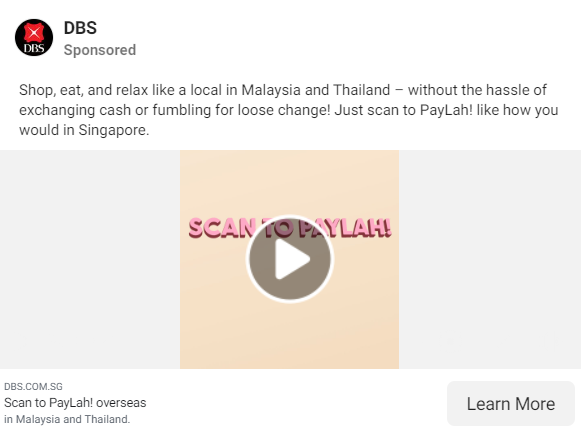 DBS
DBS
Sponsored
Shop, eat, and relax like a local in Malaysia and Thailand – without the hassle of
exchanging cash or fumbling for loose change! Just scan to PayLah! like how you
would in Singapore.
SCAN TO PAYLAH!
DBS.COM.SG
Scan to PayLah! overseas
in Malaysia and Thailand.
Learn More